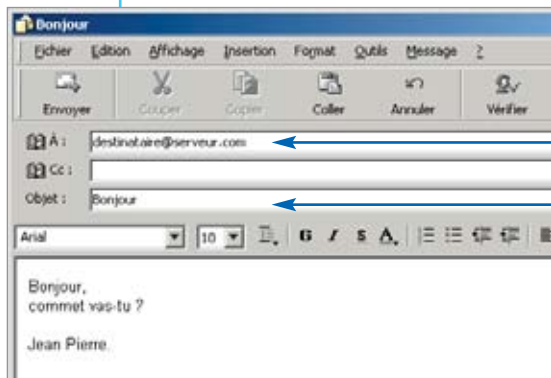 Bonjour
Fichier Edition Affichage Insertion Format Outils Message ?
Envoyer Couper Copier Coller Annuler Vérifier
À : destinataire@serveur.com
Cc :
Objet : Bonjour
Arial 10 G I S A
Bonjour,
commet vas-tu ?
Jean Pierre.